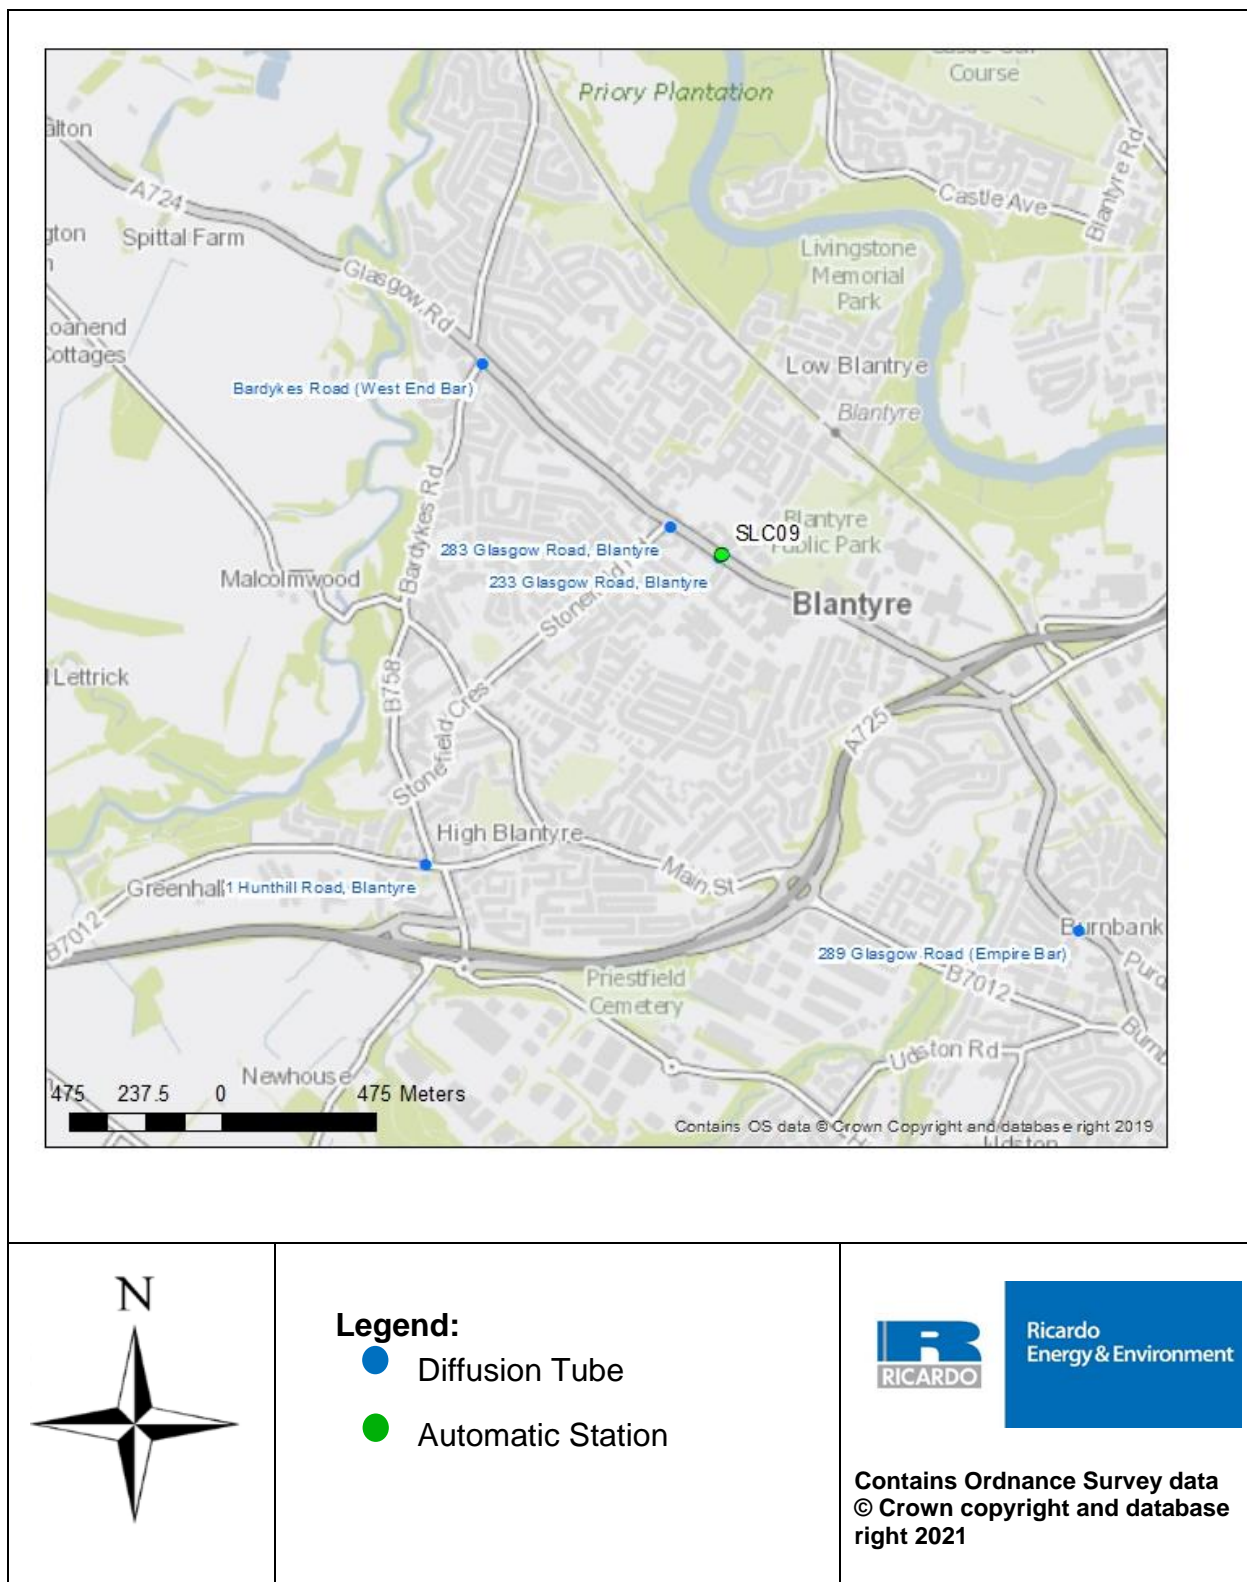 Course
Priory Plantation
alton
Blantyre Rd
A724
Castle Ave
gton
Spittal Farm
Livingstone
Memorial
Park
Glasgow Rd
oanend
Cottages
Low Blantrye
Bardykes Road (West End Bar)
Blantyre
Bardykes Rd
SLC09
Blantyre
Public Park
283 Glasgow Road, Blantyre
233 Glasgow Road, Blantyre
Malcolmwood
Blantyre
Lettrick
B758
Stonefield Cres
A725
High Blantyre
Main St
Greenhall
1 Hunthill Road, Blantyre
B7012
Burnbank
289 Glasgow Road (Empire Bar)
B7012
Priestfield
Cemetery
Udston Rd
Newhouse
475 237.5 0 475 Meters
Contains OS data © Crown Copyright and database right 2019
Udston
N
Legend:
Diffusion Tube
Automatic Station
R
RICARDO
Ricardo
Energy & Environment
Contains Ordnance Survey data
© Crown copyright and database
right 2021